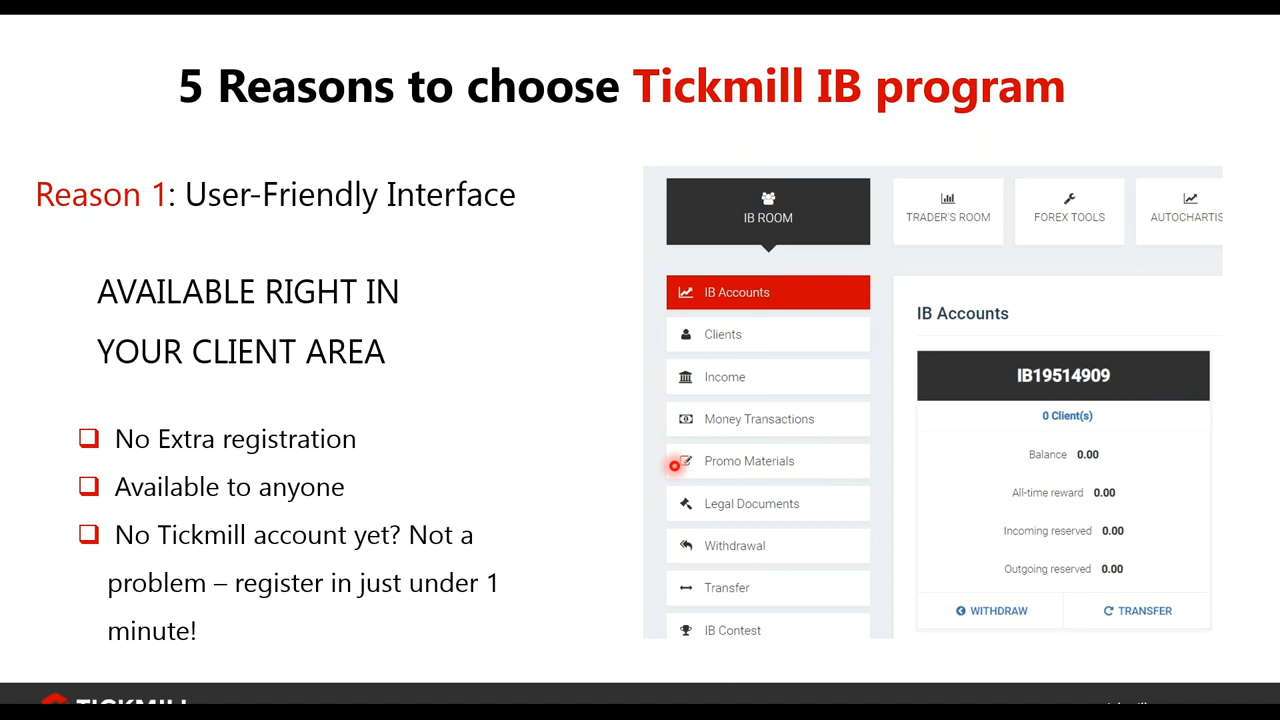 5 Reasons to choose Tickmill IB program
Reason 1: User-Friendly Interface
AVAILABLE RIGHT IN
YOUR CLIENT AREA
No Extra registration
Available to anyone
No Tickmill account yet? Not a
problem – register in just under 1
minute!
IB ROOM
TRADER'S ROOM
FOREX TOOLS
AUTOCHARTIS
IB Accounts
Clients
Income
Money Transactions
Promo Materials
Legal Documents
Withdrawal
Transfer
IB Contest
IB Accounts
IB19514909
0 Client(s)
Balance 0.00
All-time reward 0.00
Incoming reserved 0.00
Outgoing reserved 0.00
WITHDRAW
TRANSFER
TICKMILL